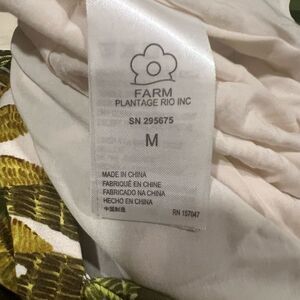 FARM
PLANTAGE RIO INC
SN 295675
M
MADE IN CHINA
FABRIQUÉ EN CHINE
FABRICADO NA CHINA
HECHO EN CHINA
中国制造
RN 157047